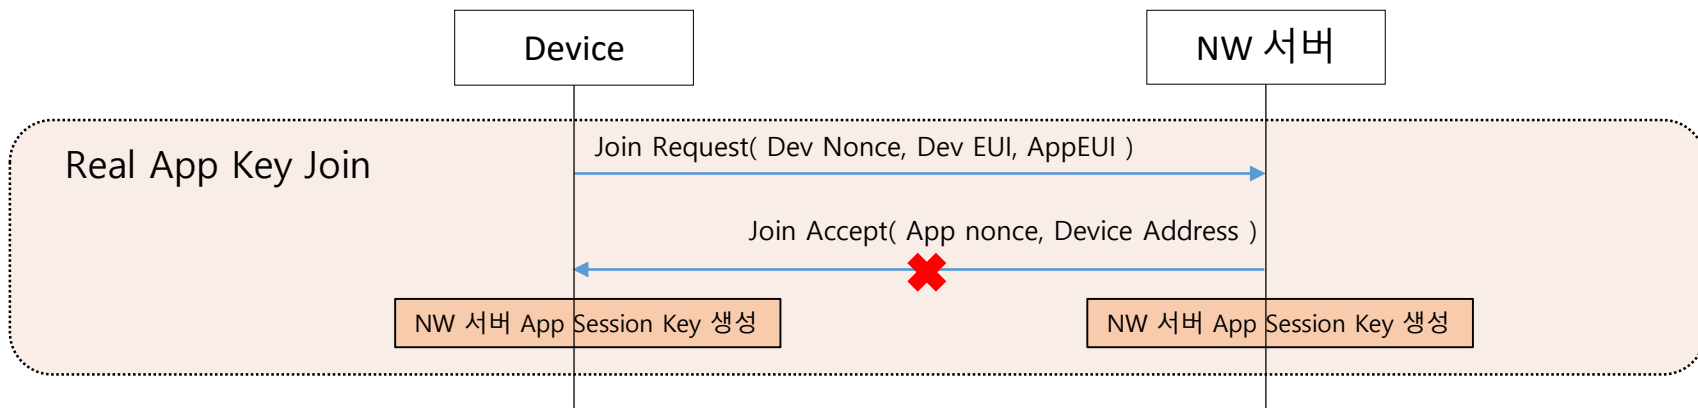 Device
NW 서버
Real App Key Join
Join Request( Dev Nonce, Dev EUI, AppEUI )
Join Accept( App nonce, Device Address )
NW 서버 App Session Key 생성
NW 서버 App Session Key 생성